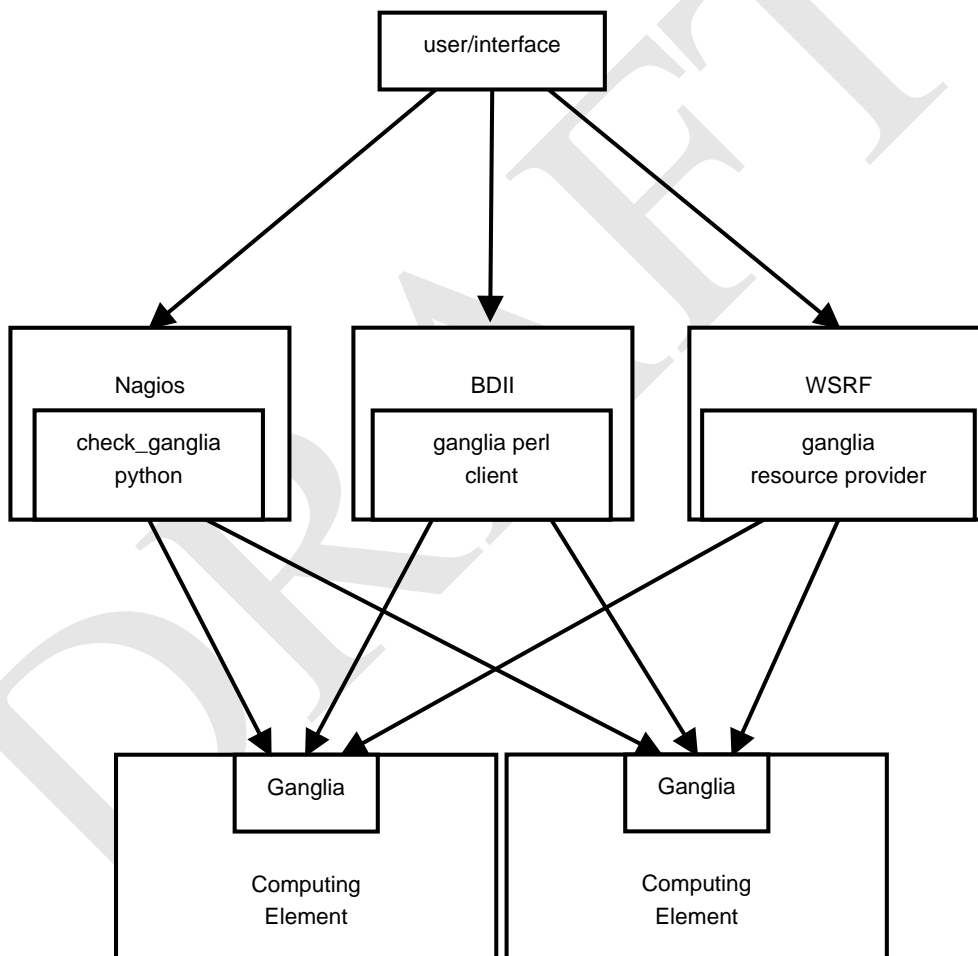 user/interface
Nagios
BDII
WSRF
check_ganglia
python
ganglia perl
client
ganglia
resource provider
Ganglia
Ganglia
Computing
Element
Computing
Element
DRAFT